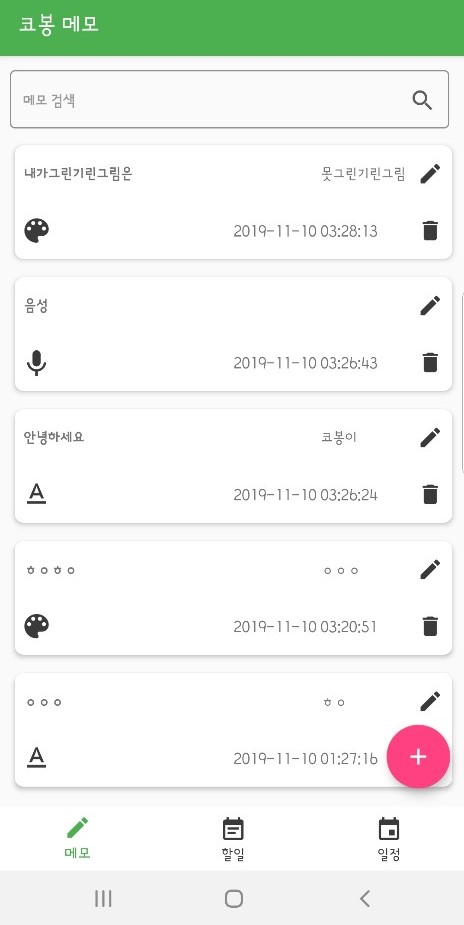 코봉 메모
메모 검색
내가그린기린그림은 못그린기린그림
2019-11-10 03:28:13
음성
2019-11-10 03:26:43
안녕하세요 코봉이
2019-11-10 03:26:24
ㅎㅇㅎㅇ ㅇㅇㅇ
2019-11-10 03:20:51
ㅇㅇㅇ ㅎㅇ
2019-11-10 01:27:16
메모 할일 일정